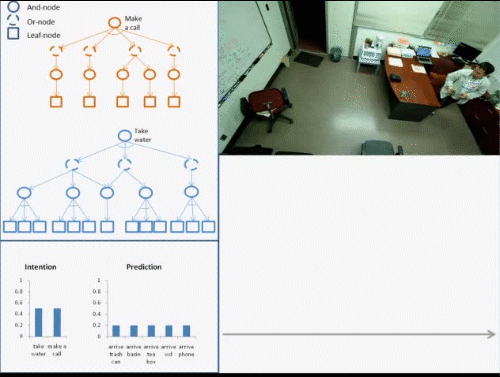 And-node
Or-node
Leaf-node
Make
a call
Take
water
Intention
Prediction
1
0.8
0.6
0.4
0.2
0
take
water
make a
call
1
0.8
0.6
0.4
0.2
0
arrive
trash
can
arrive
basin
arrive
tea
box
arrive
vd
arrive
phone